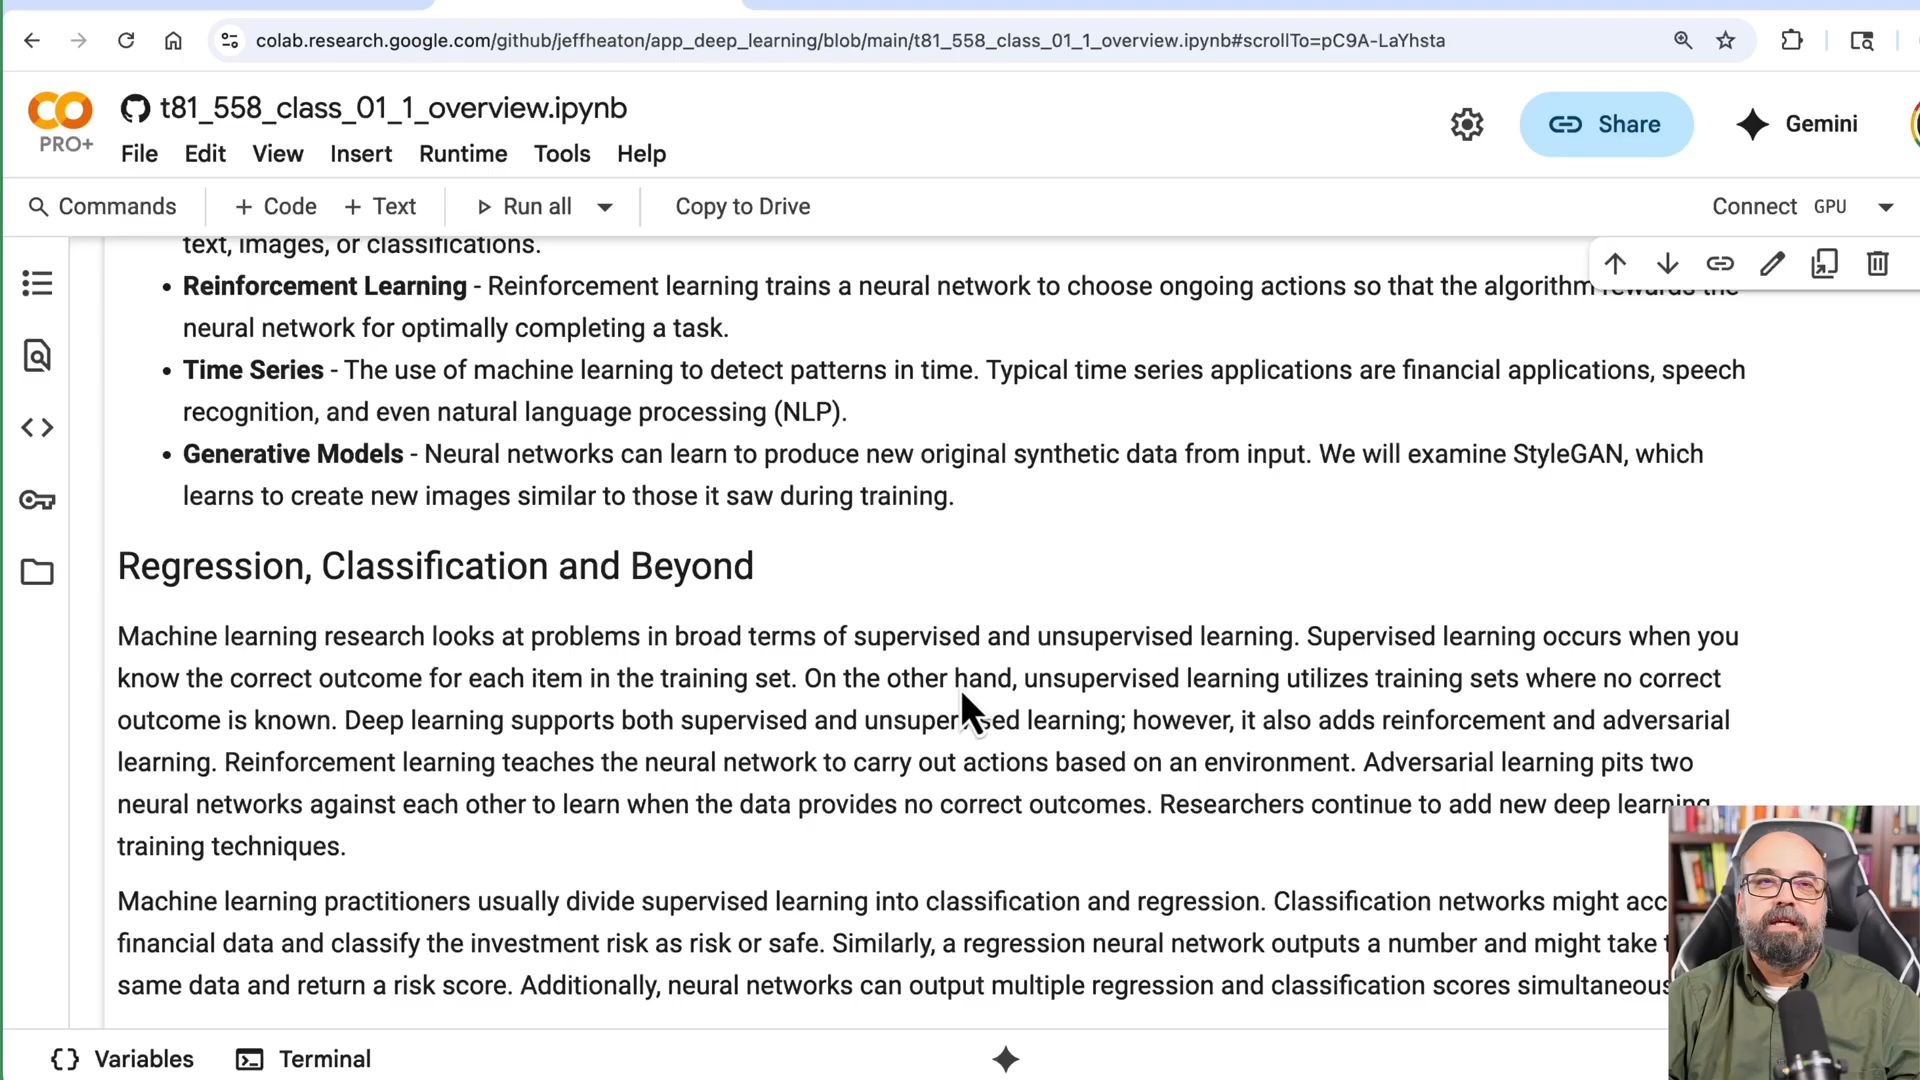 colab.research.google.com/github/jeffheaton/app_deep_learning/blob/main/t81_558_class_01_1_overview.ipynb#scrollTo=pC9A-LaYhsta
PRO+
t81_558_class_01_1_overview.ipynb
File Edit View Insert Runtime Tools Help
Share
Gemini
Commands + Code + Text Run all Copy to Drive
Connect GPU
text, images, or classifications.
• Reinforcement Learning - Reinforcement learning trains a neural network to choose ongoing actions so that the algorithm rewards the
neural network for optimally completing a task.
• Time Series - The use of machine learning to detect patterns in time. Typical time series applications are financial applications, speech
recognition, and even natural language processing (NLP).
• Generative Models - Neural networks can learn to produce new original synthetic data from input. We will examine StyleGAN, which
learns to create new images similar to those it saw during training.
Regression, Classification and Beyond
Machine learning research looks at problems in broad terms of supervised and unsupervised learning. Supervised learning occurs when you
know the correct outcome for each item in the training set. On the other hand, unsupervised learning utilizes training sets where no correct
outcome is known. Deep learning supports both supervised and unsupervised learning; however, it also adds reinforcement and adversarial
learning. Reinforcement learning teaches the neural network to carry out actions based on an environment. Adversarial learning pits two
neural networks against each other to learn when the data provides no correct outcomes. Researchers continue to add new deep learning
training techniques.
Machine learning practitioners usually divide supervised learning into classification and regression. Classification networks might acc
financial data and classify the investment risk as risk or safe. Similarly, a regression neural network outputs a number and might take
same data and return a risk score. Additionally, neural networks can output multiple regression and classification scores simultaneous
Variables
Terminal